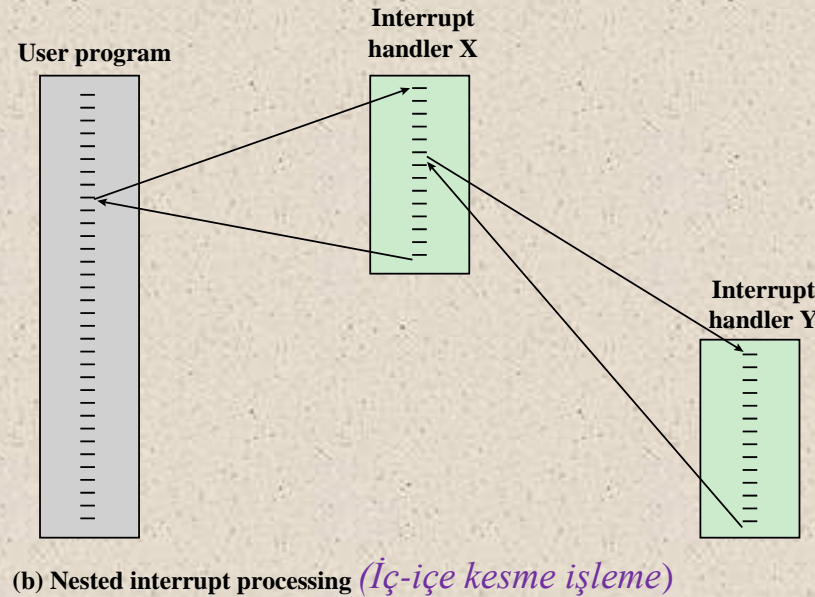 Interrupt
handler X
User program
Interrupt
handler Y
(b) Nested interrupt processing (İç-içe kesme işleme)